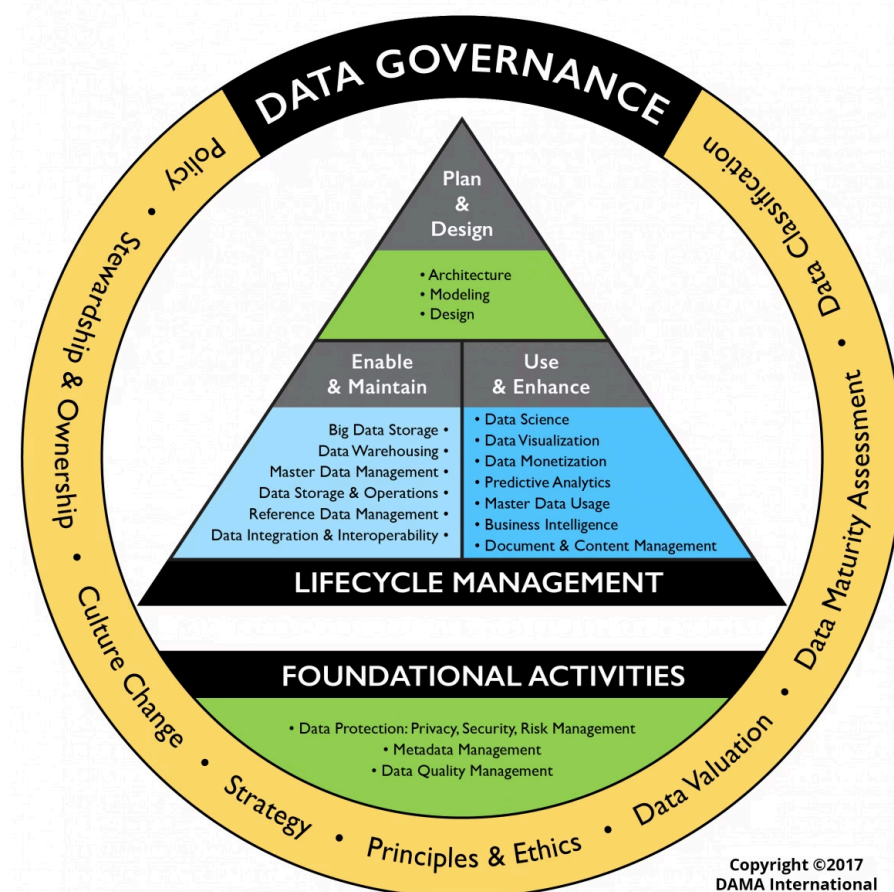 DATA GOVERNANCE
Policy • Stewardship & Ownership • Culture Change • Strategy • Principles & Ethics • Data Valuation • Data Maturity Assessment • Data Classification
Plan
&
Design
• Architecture
• Modeling
• Design
Enable
& Maintain
Big Data Storage •
Data Warehousing •
Master Data Management •
Data Storage & Operations •
Reference Data Management •
Data Integration & Interoperability •
Use
& Enhance
• Data Science
• Data Visualization
• Data Monetization
• Predictive Analytics
• Master Data Usage
• Business Intelligence
• Document & Content Management
LIFECYCLE MANAGEMENT
FOUNDATIONAL ACTIVITIES
• Data Protection: Privacy, Security, Risk Management
• Metadata Management
• Data Quality Management
Copyright ©2017
DAMA International